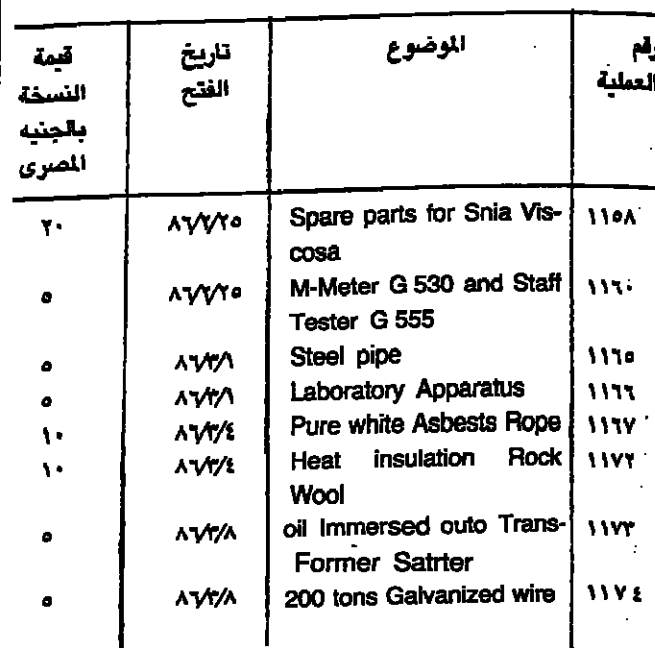 رقم العملية	الموضوع	تاريخ الفتح	قيمة النسخة بالجنيه المصرى
١١٥٨	Spare parts for Snia Vis-	٨٦/٢/٢٥	٢٠
cosa
١١٦٠	M-Meter G 530 and Staff	٨٦/٢/٢٥	٥
Tester G 555
١١٦٥	Steel pipe	٨٦/٣/١	٥
١١٦٦	Laboratory Apparatus	٨٦/٣/١	٥
١١٦٧	Pure white Asbests Rope	٨٦/٣/٤	١٠
١١٧٢	Heat insulation Rock	٨٦/٣/٤	١٠
Wool
١١٧٣	oil Immersed outo Trans-	٨٦/٣/٨	٥
Former Satrter
١١٧٤	200 tons Galvanized wire	٨٦/٣/٨	٥